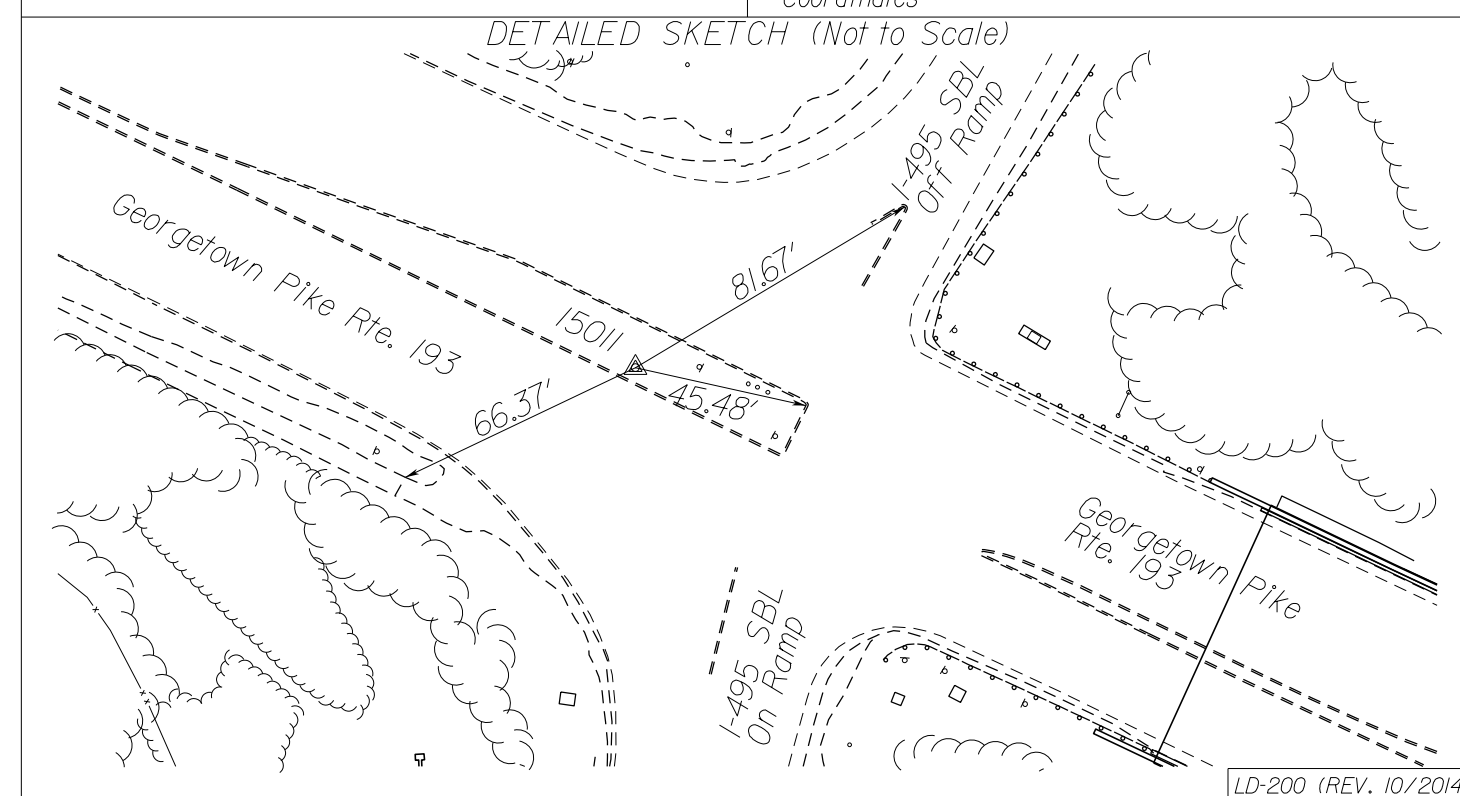 Coordinates
DETAILED SKETCH (Not to Scale)
I-495 SBL
Off Ramp
Georgetown Pike Rte. 193
81.67'
15011
66.37'
45.48'
Georgetown Pike
Rte. 193
I-495 SBL
On Ramp
LD-200 (REV. 10/2014